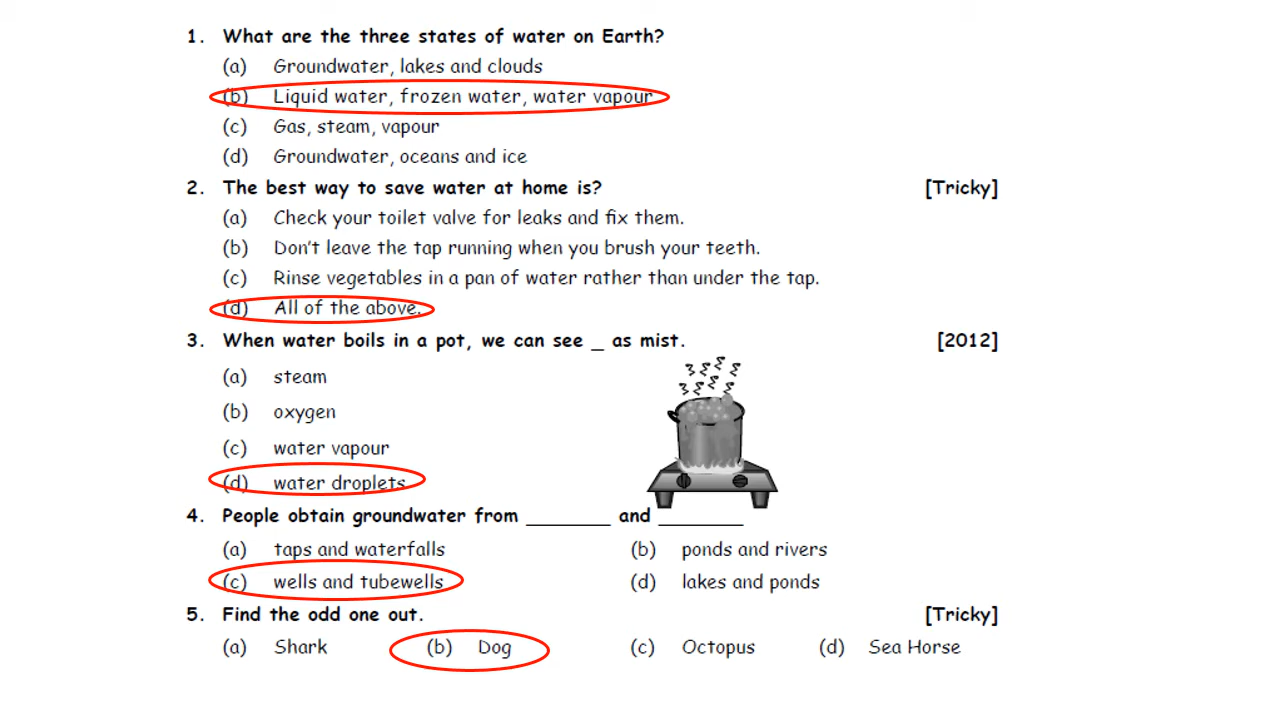 1. What are the three states of water on Earth?
(a) Groundwater, lakes and clouds
(b) Liquid water, frozen water, water vapour
(c) Gas, steam, vapour
(d) Groundwater, oceans and ice
2. The best way to save water at home is? [Tricky]
(a) Check your toilet valve for leaks and fix them.
(b) Don't leave the tap running when you brush your teeth.
(c) Rinse vegetables in a pan of water rather than under the tap.
(d) All of the above.
3. When water boils in a pot, we can see _ as mist. [2012]
(a) steam
(b) oxygen
(c) water vapour
(d) water droplets
4. People obtain groundwater from ________ and ________
(a) taps and waterfalls (b) ponds and rivers
(c) wells and tubewells (d) lakes and ponds
5. Find the odd one out. [Tricky]
(a) Shark (b) Dog (c) Octopus (d) Sea Horse